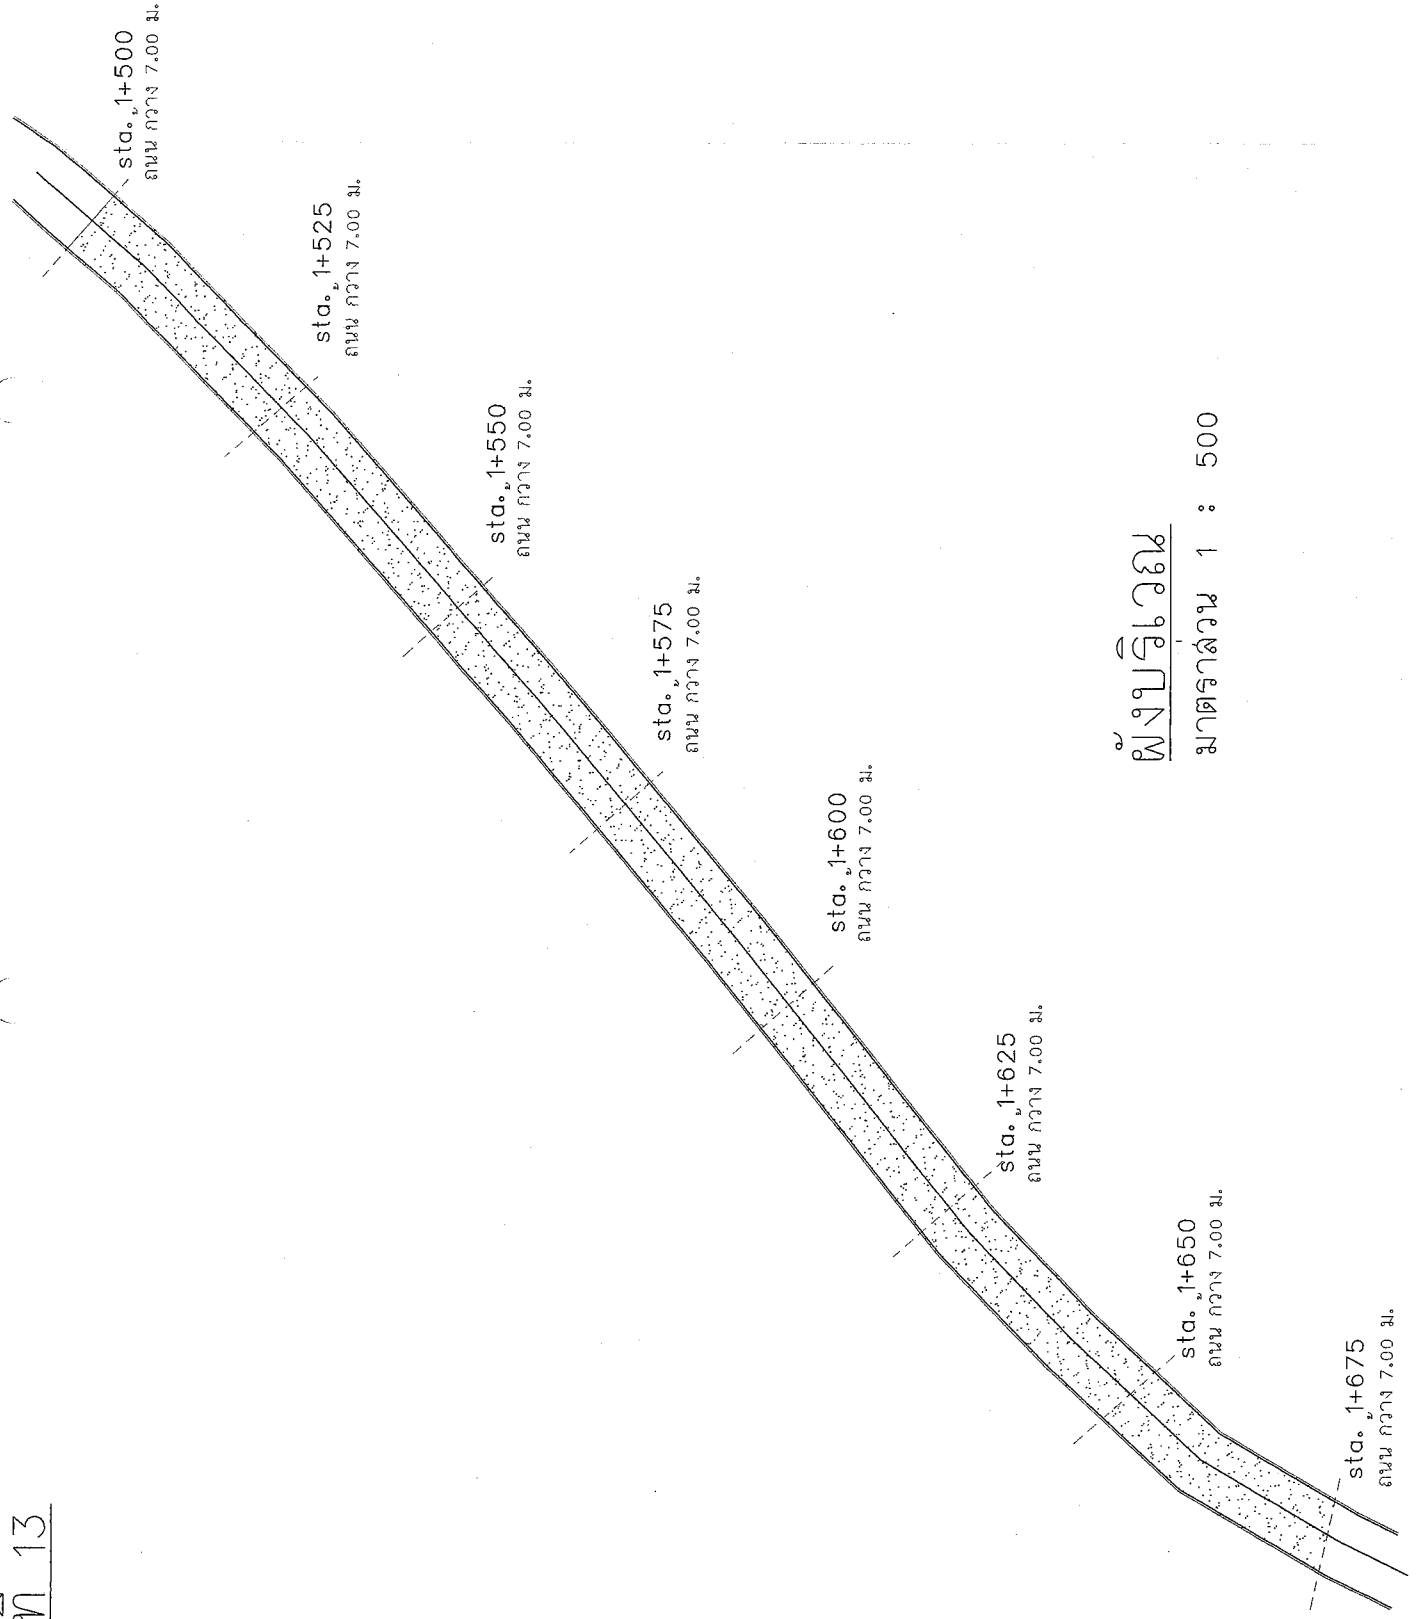 ที่ 13
sta. 1+500
ถนน กวาง 7.00 ม.
sta. 1+525
ถนน กวาง 7.00 ม.
sta. 1+550
ถนน กวาง 7.00 ม.
sta. 1+575
ถนน กวาง 7.00 ม.
sta. 1+600
ถนน กวาง 7.00 ม.
sta. 1+625
ถนน กวาง 7.00 ม.
sta. 1+650
ถนน กวาง 7.00 ม.
sta. 1+675
ถนน กวาง 7.00 ม.
ผังบริเวณ
มาตราส่วน 1 : 500